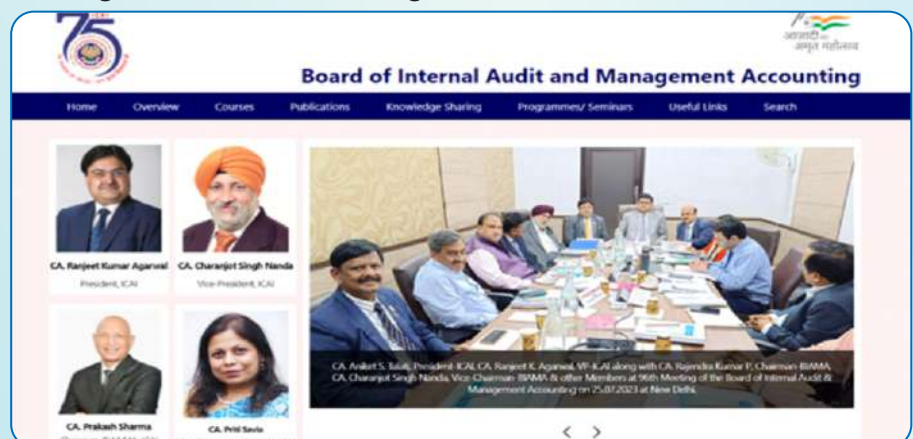 75
आज़ादी का
अमृत महोत्सव
Board of Internal Audit and Management Accounting
Home Overview Courses Publications Knowledge Sharing Programmes/ Seminars Useful Links Search
CA. Ranjeet Kumar Agarwal
President, ICAI
CA. Charanjot Singh Nanda
Vice-President, ICAI
CA. Aniket S. Talati, President-ICAI, CA. Ranjeet K. Agarwal, VP-ICAI along with CA. Rajendra Kumar P, Chairman-BIAMA,
CA. Charanjot Singh Nanda, Vice-Chairman-BIAMA & other Members at 96th Meeting of the Board of Internal Audit &
Management Accounting on 25.07.2023 at New Delhi.
CA. Prakash Sharma
CA. Priti Savla